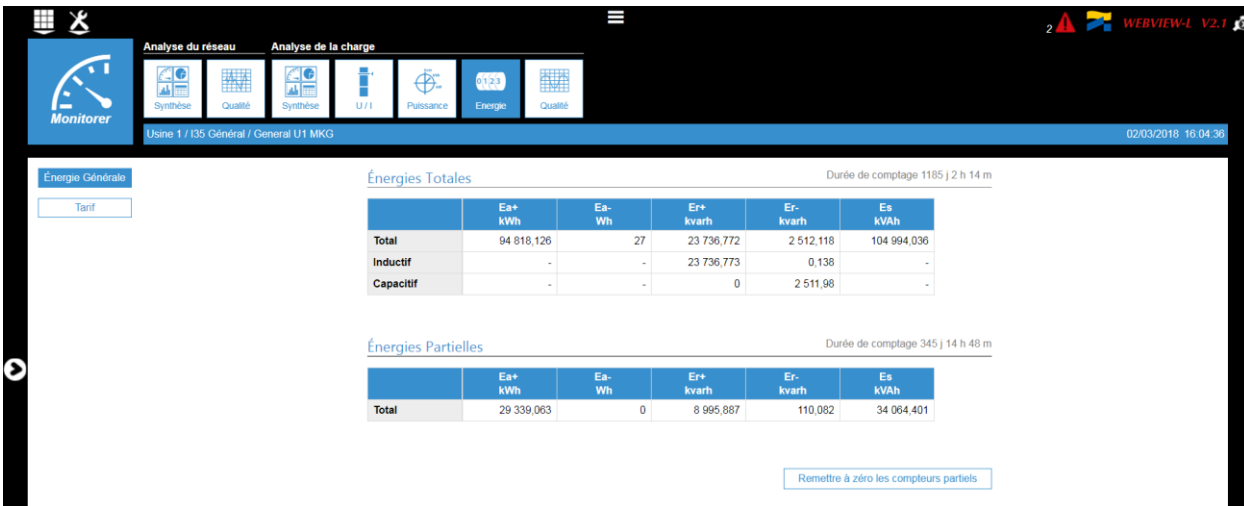 2 WEBVIEW-L V2.1
Analyse du réseau Analyse de la charge
0 1 2 3
Synthèse Qualité Synthèse U / I Puissance Energie Qualité
Monitorer
Usine 1 / I35 Général / General U1 MKG 02/03/2018 16:04:36
Énergie Générale
Tarif
Énergies Totales Durée de comptage 1185 j 2 h 14 m
Ea+ Ea- Er+ Er- Es
kWh Wh kvarh kvarh kVAh
Total 94 818,126 27 23 736,772 2 512,118 104 994,036
Inductif - - 23 736,773 0,138 -
Capacitif - - 0 2 511,98 -
Énergies Partielles Durée de comptage 345 j 14 h 48 m
Ea+ Ea- Er+ Er- Es
kWh Wh kvarh kvarh kVAh
Total 29 339,063 0 8 995,887 110,082 34 064,401
Remettre à zéro les compteurs partiels